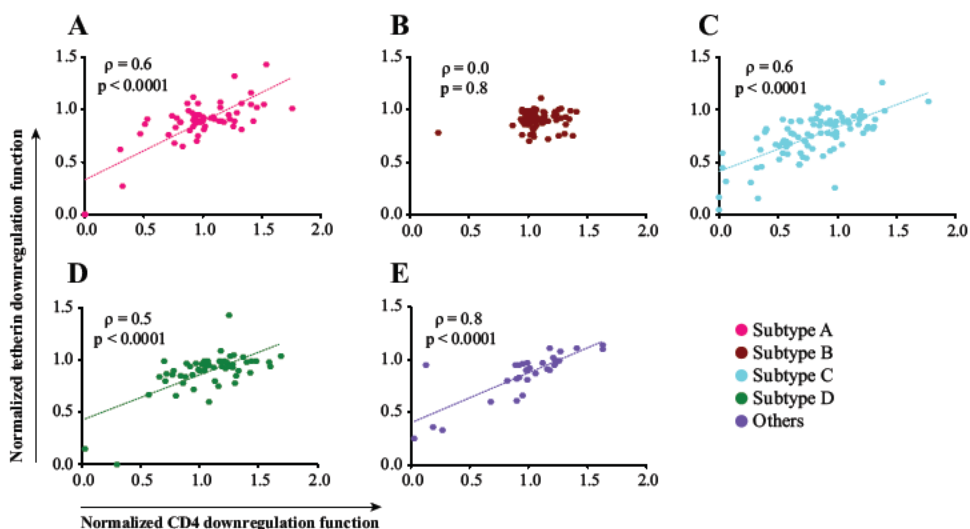 A
ρ = 0.6
p < 0.0001
1.5
1.0
0.5
0.0
0.0 0.5 1.0 1.5 2.0
B
ρ = 0.0
p = 0.8
1.5
1.0
0.5
0.0
0.0 0.5 1.0 1.5 2.0
C
ρ = 0.6
p < 0.0001
1.5
1.0
0.5
0.0
0.0 0.5 1.0 1.5 2.0
D
ρ = 0.5
p < 0.0001
1.5
1.0
0.5
0.0
0.0 0.5 1.0 1.5 2.0
E
ρ = 0.8
p < 0.0001
1.5
1.0
0.5
0.0
0.0 0.5 1.0 1.5 2.0
Subtype A
Subtype B
Subtype C
Subtype D
Others
Normalized tetherin downregulation function
Normalized CD4 downregulation function